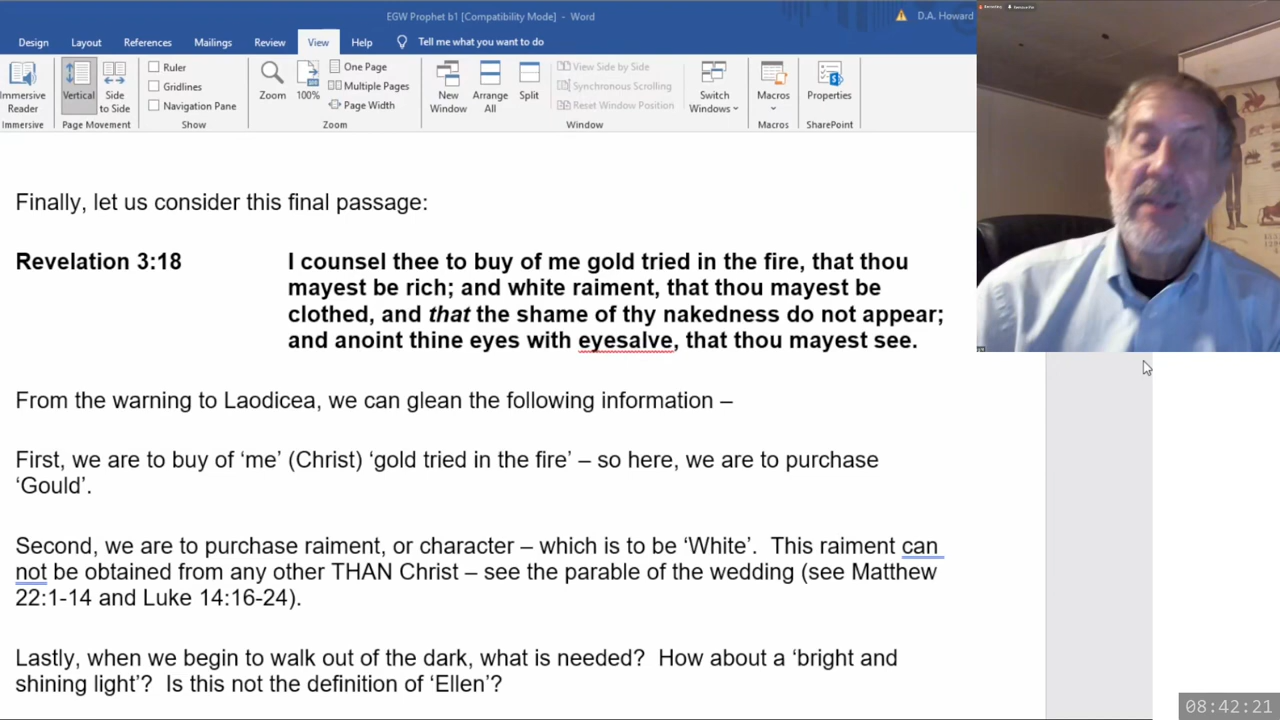 EGW Prophet b1 [Compatibility Mode] - Word
D.A. Howard
Design Layout References Mailings Review View Help Tell me what you want to do
Immersive Reader
Vertical
Side to Side
Ruler
Gridlines
Navigation Pane
Zoom
100%
One Page
Multiple Pages
Page Width
New Window
Arrange All
Split
View Side by Side
Synchronous Scrolling
Reset Window Position
Switch Windows
Macros
Properties
Immersive
Page Movement
Show
Zoom
Window
Macros
SharePoint
Finally, let us consider this final passage:
Revelation 3:18 I counsel thee to buy of me gold tried in the fire, that thou
mayest be rich; and white raiment, that thou mayest be
clothed, and that the shame of thy nakedness do not appear;
and anoint thine eyes with eyesalve, that thou mayest see.
From the warning to Laodicea, we can glean the following information –
First, we are to buy of ‘me’ (Christ) ‘gold tried in the fire’ – so here, we are to purchase
‘Gould’.
Second, we are to purchase raiment, or character – which is to be ‘White’. This raiment can
not be obtained from any other THAN Christ – see the parable of the wedding (see Matthew
22:1-14 and Luke 14:16-24).
Lastly, when we begin to walk out of the dark, what is needed? How about a ‘bright and
shining light’? Is this not the definition of ‘Ellen’?
08:42:21